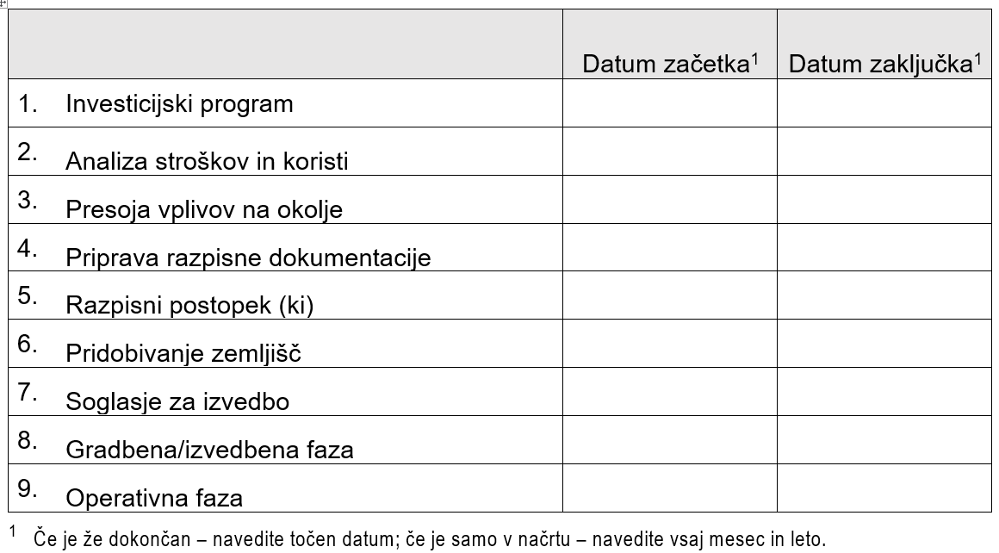 Datum začetka¹ Datum zaključka¹
1. Investicijski program
2. Analiza stroškov in koristi
3. Presoja vplivov na okolje
4. Priprava razpisne dokumentacije
5. Razpisni postopek (ki)
6. Pridobivanje zemljišč
7. Soglasje za izvedbo
8. Gradbena/izvedbena faza
9. Operativna faza
¹ Če je že dokončan – navedite točen datum; če je samo v načrtu – navedite vsaj mesec in leto.